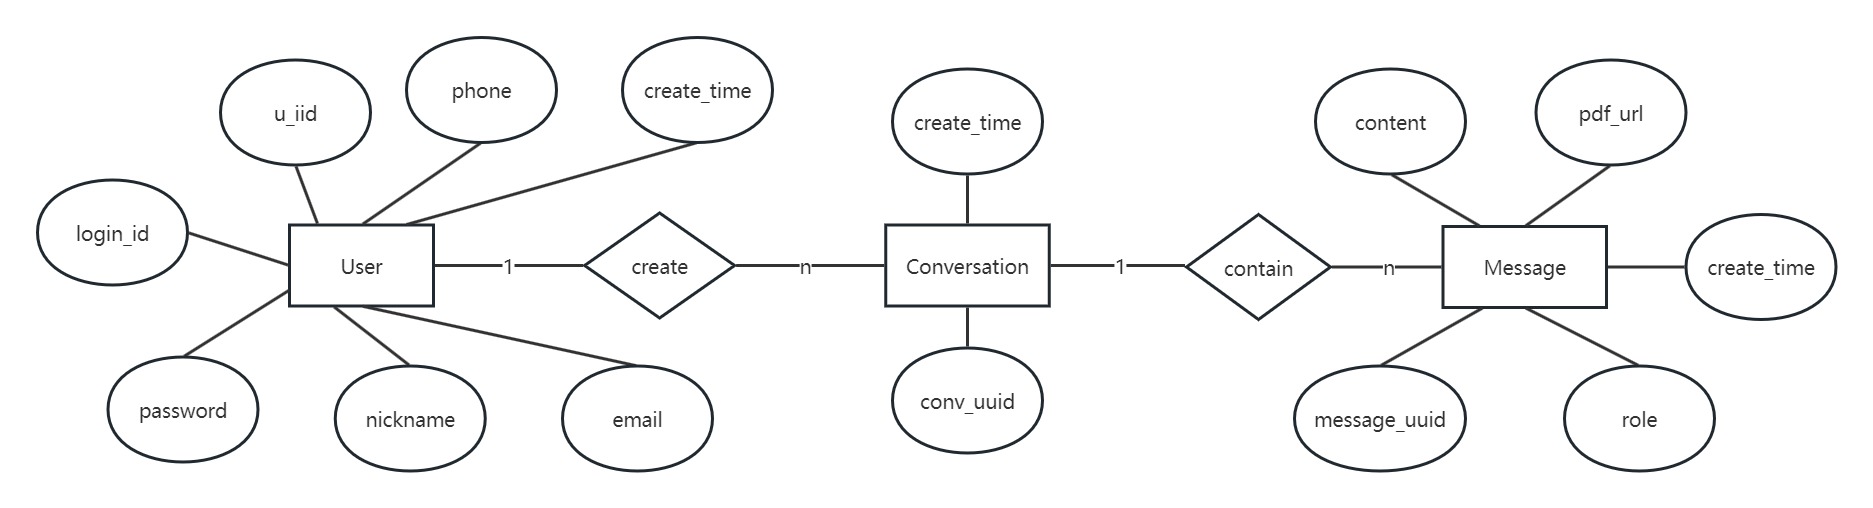 u_iid
phone
create_time
create_time
content
pdf_url
login_id
User
1
create
n
Conversation
1
contain
n
Message
create_time
password
nickname
email
conv_uuid
message_uuid
role